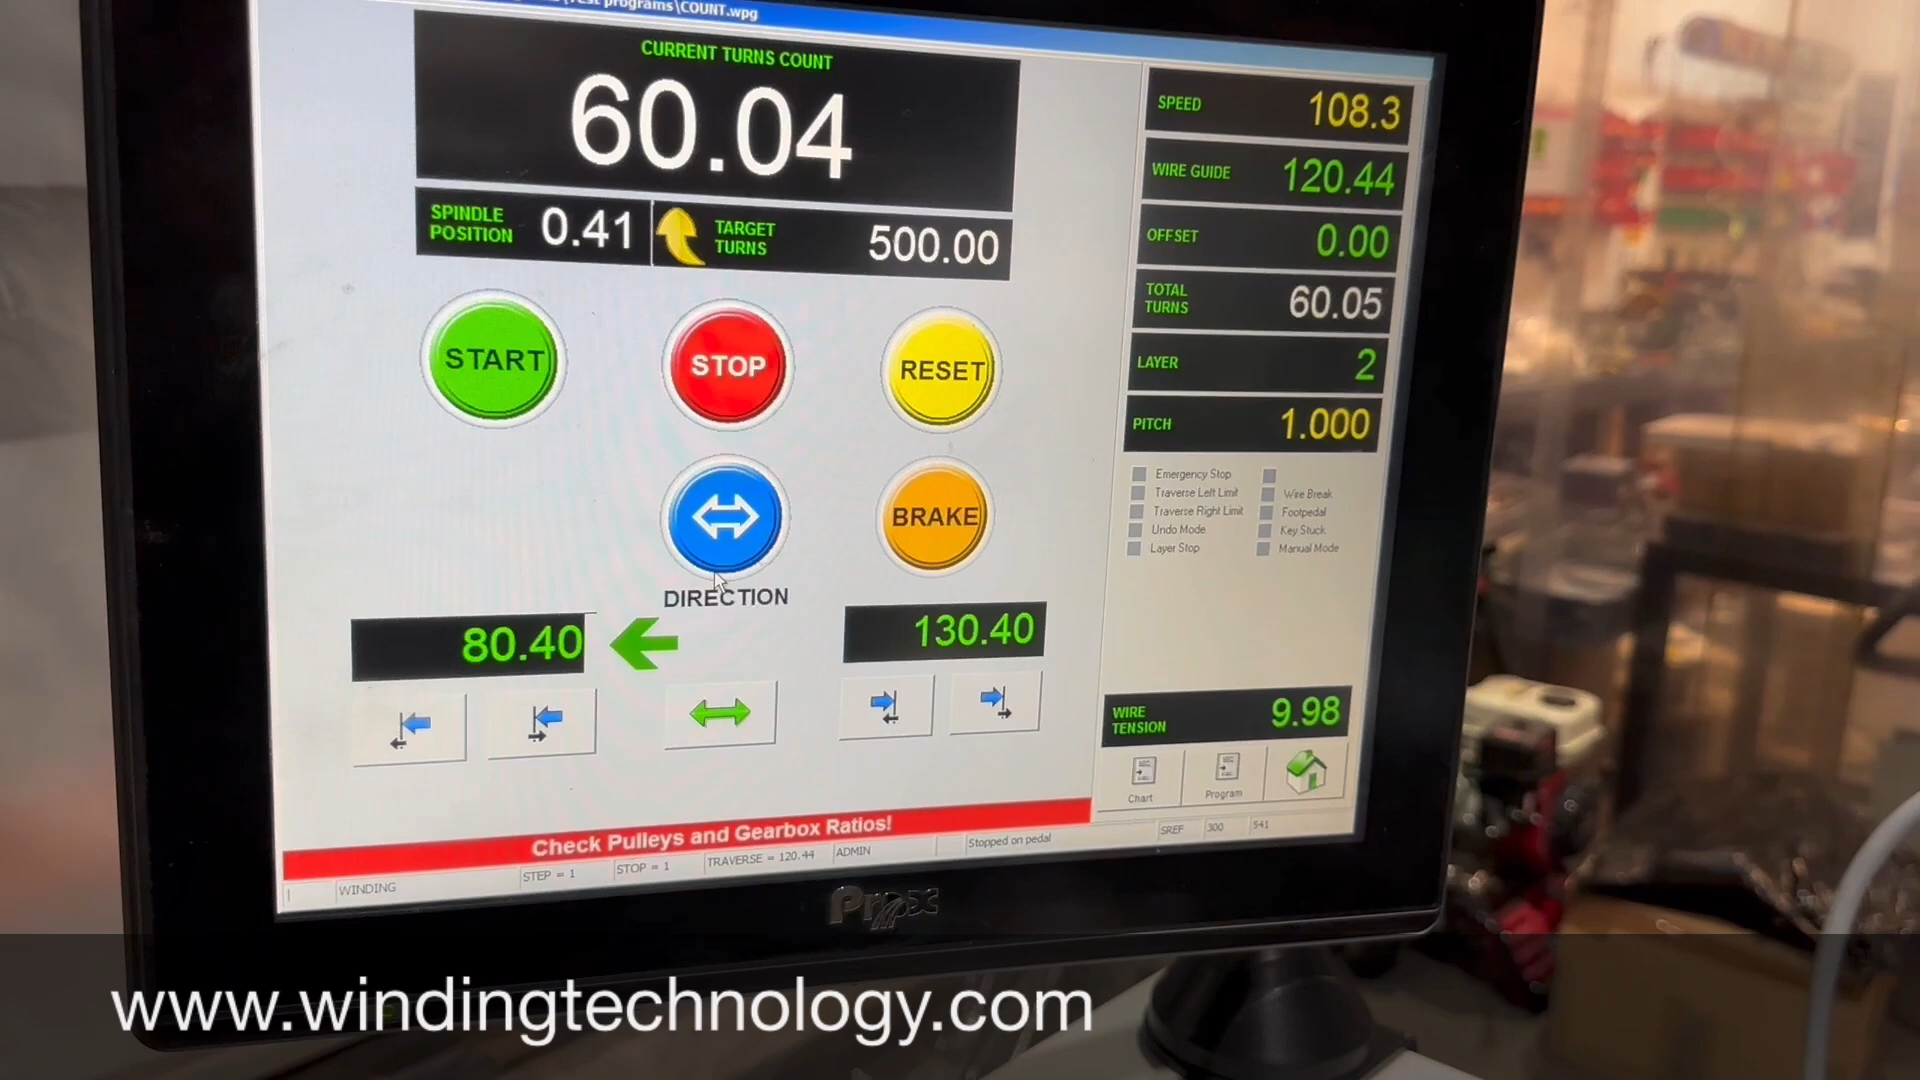 Test programs\COUNT.wpg
CURRENT TURNS COUNT
60.04
SPINDLE POSITION 0.41
TARGET TURNS 500.00
START
STOP
RESET
BRAKE
DIRECTION
80.40
130.40
SPEED 108.3
WIRE GUIDE 120.44
OFFSET 0.00
TOTAL TURNS 60.05
LAYER 2
PITCH 1.000
Emergency Stop
Traverse Left Limit
Wire Break
Traverse Right Limit
Footpedal
Undo Mode
Key Stuck
Layer Stop
Manual Mode
WIRE TENSION 9.98
Chart
Program
Check Pulleys and Gearbox Ratios!
WINDING
STEP = 1
STOP = 1
TRAVERSE = 120.44
ADMIN
Stopped on pedal
SREF
300
541
www.windingtechnology.com